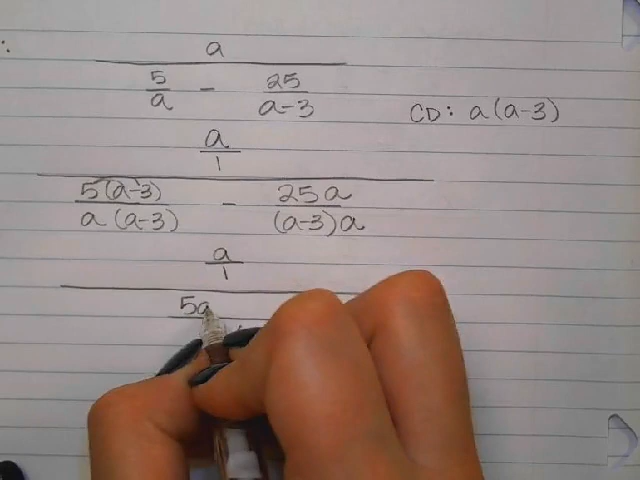 a
5/a - 25/a-3
CD: a(a-3)
a/1
5(a-3)/a(a-3) - 25a/(a-3)a
a/1
5a